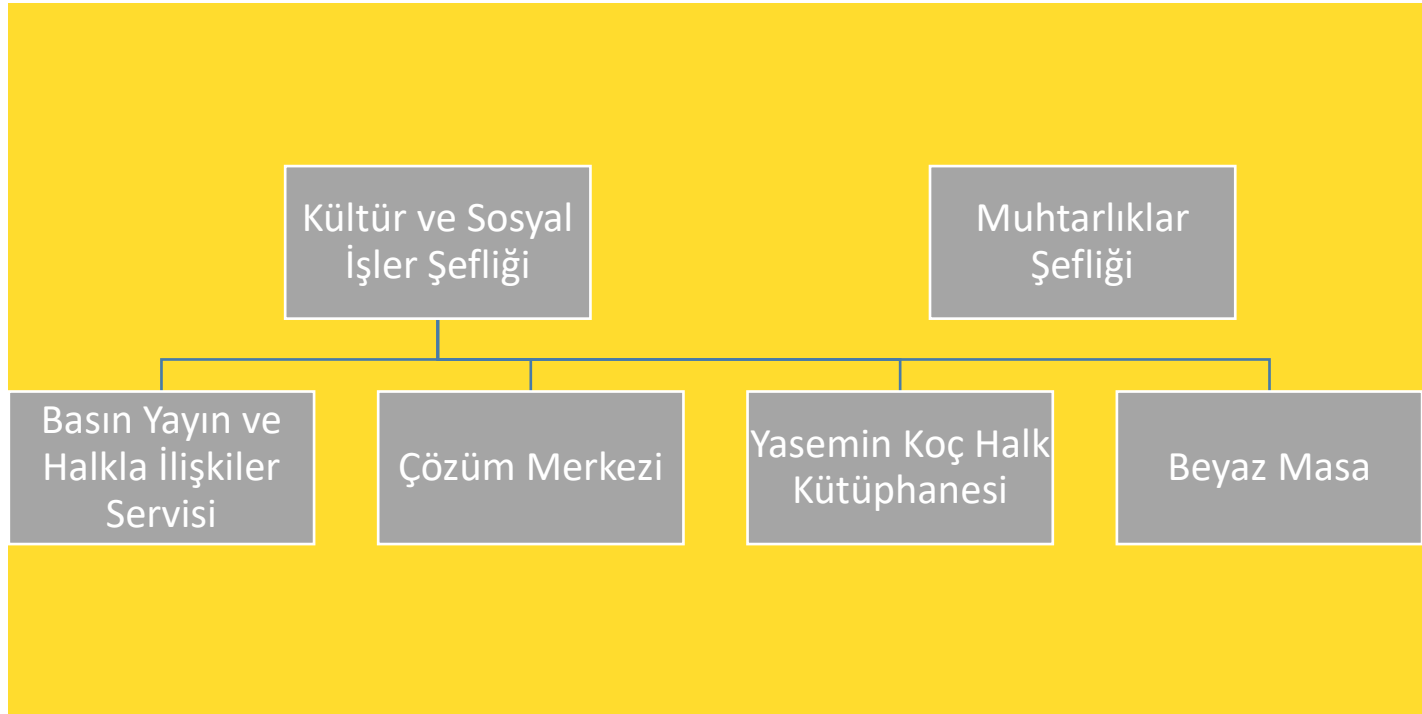 Kültür ve Sosyal
İşler Şefliği
Muhtarlıklar
Şefliği
Basın Yayın ve
Halkla İlişkiler
Servisi
Çözüm Merkezi
Yasemin Koç Halk
Kütüphanesi
Beyaz Masa